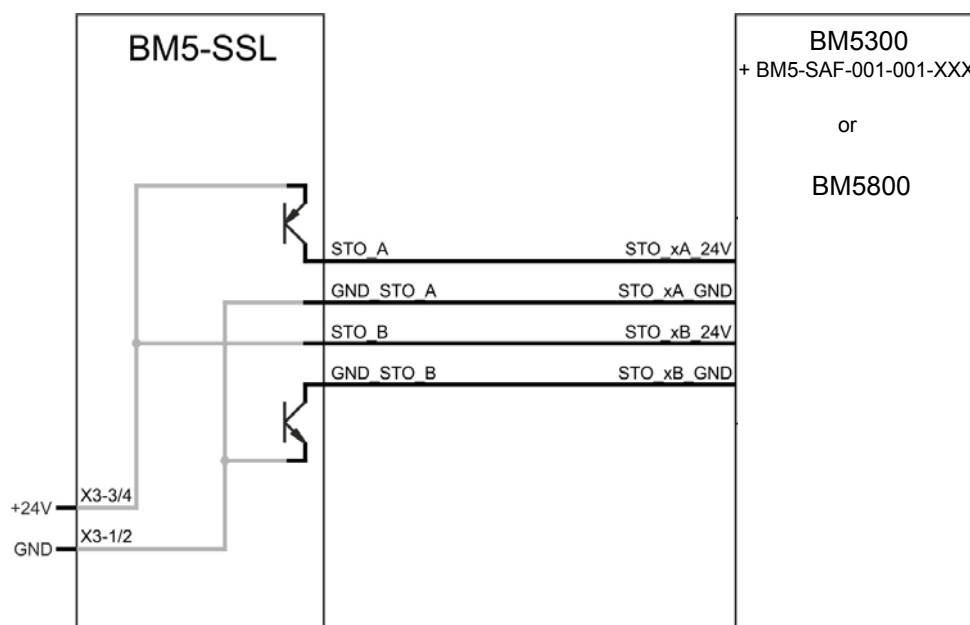 BM5-SSL
BM5300
+ BM5-SAF-001-001-XXX
or
BM5800
STO_A
STO_xA_24V
GND_STO_A
STO_xA_GND
STO_B
STO_xB_24V
GND_STO_B
STO_xB_GND
+24V
X3-3/4
GND
X3-1/2